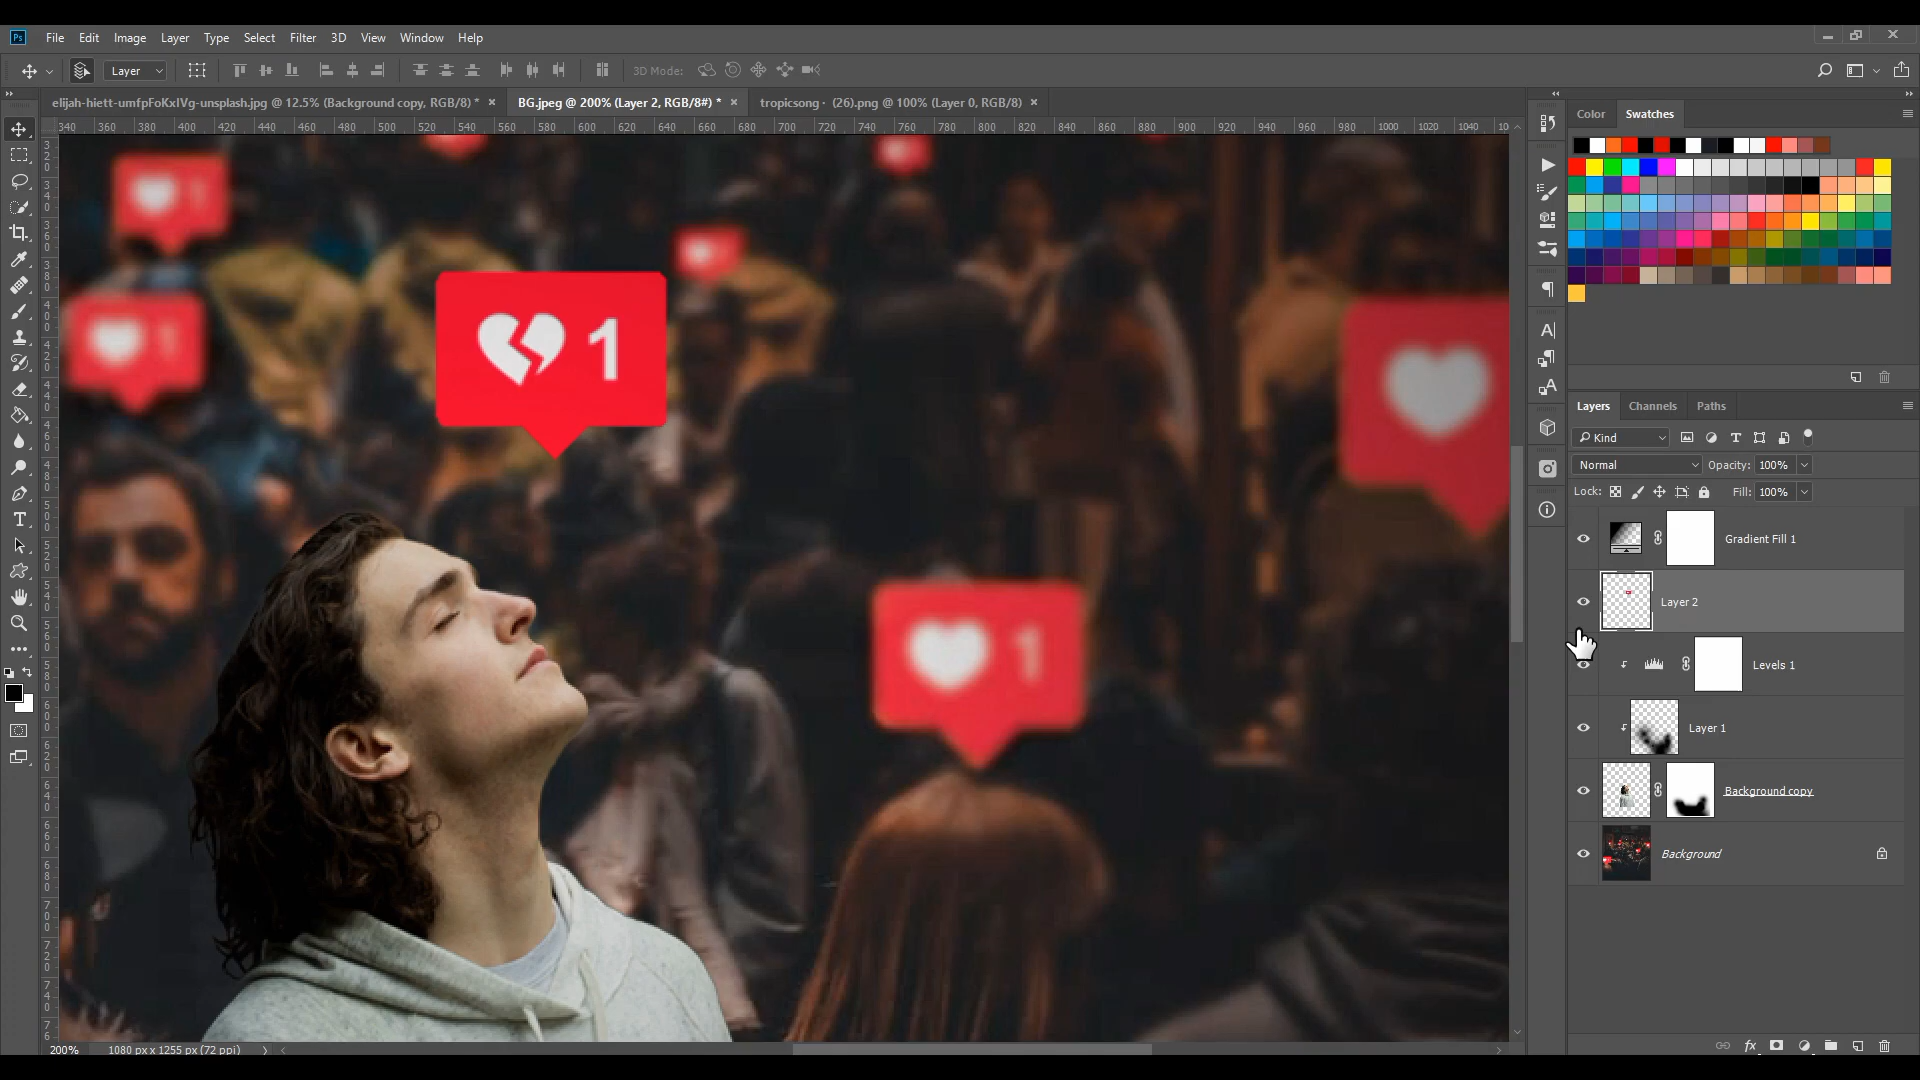 Ps File Edit Image Layer Type Select Filter 3D View Window Help
Layer 3D Mode:
elijah-hiett-umfpFoKxIVg-unsplash.jpg @ 12.5% (Background copy, RGB/8) * × BG.jpeg @ 200% (Layer 2, RGB/8#) * × tropicsong · (26).png @ 100% (Layer 0, RGB/8) ×
340 360 380 400 420 440 460 480 500 520 540 560 580 600 620 640 660 680 700 720 740 760 780 800 820 840 860 880 900 920 940 960 980 1000 1020 1040
Color Swatches
1
1
1
1
Layers Channels Paths
Kind
Normal Opacity: 100%
Lock: Fill: 100%
Gradient Fill 1
Layer 2
Levels 1
Layer 1
Background copy
Background
200% 1080 px x 1255 px (72 ppi)
fx